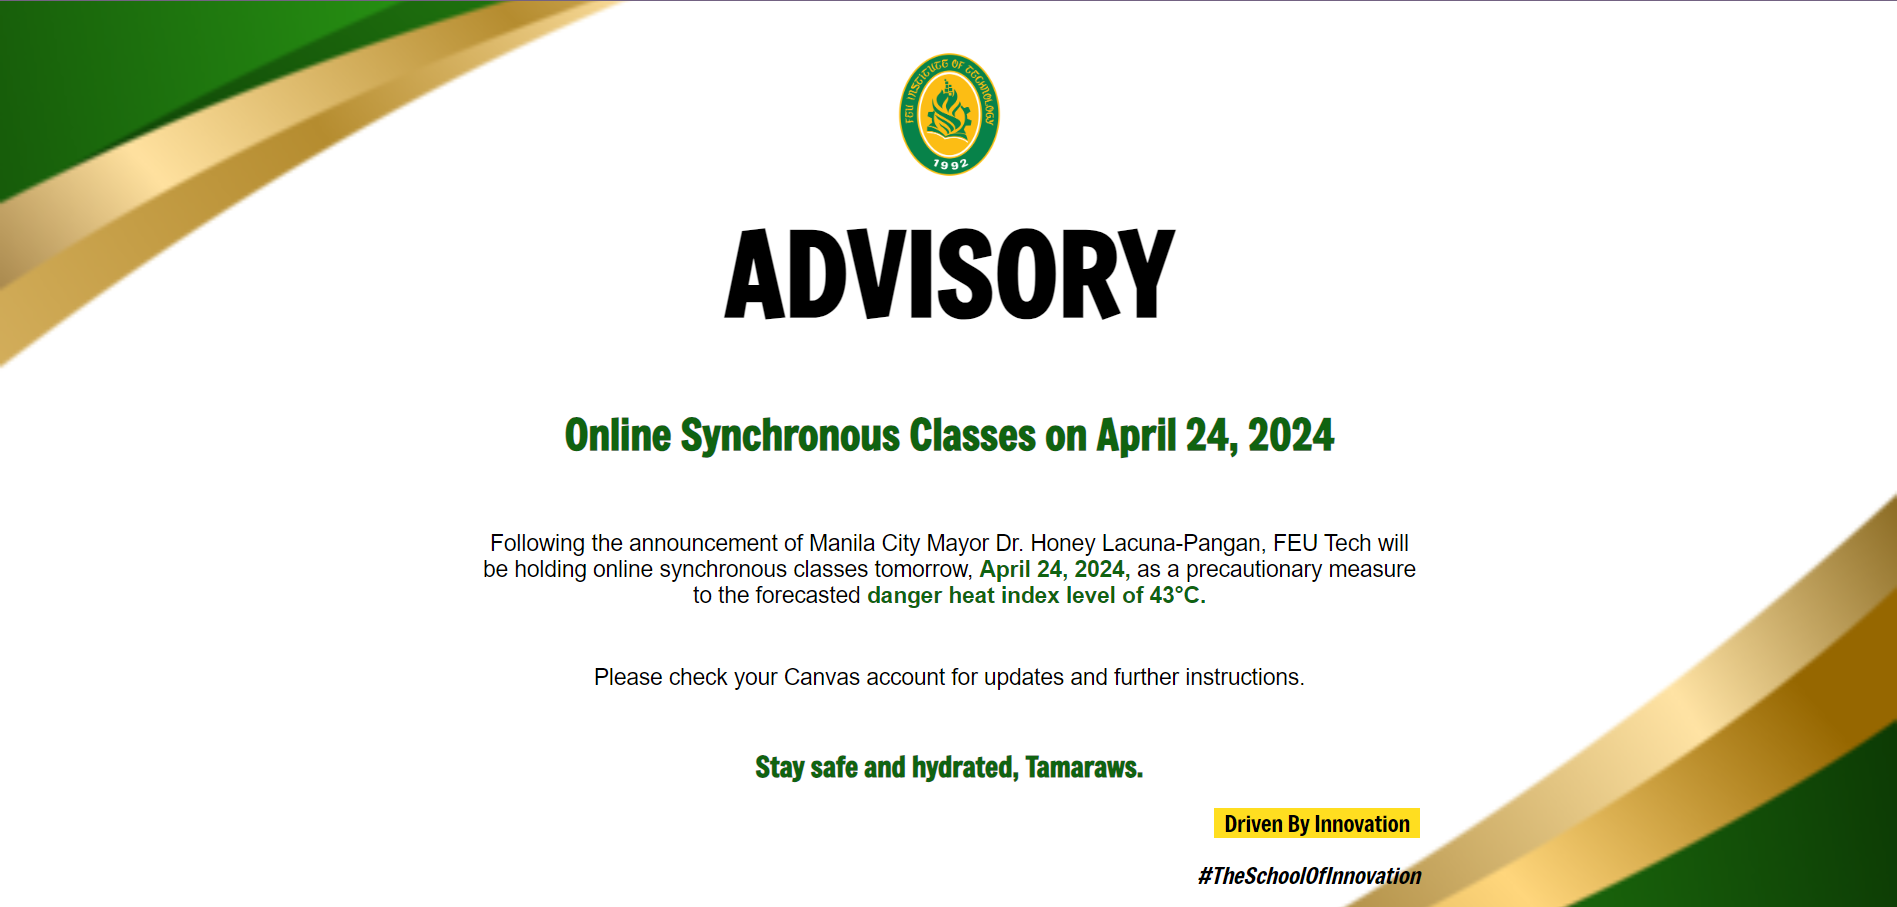 FEU INSTITUTE OF TECHNOLOGY
1992
ADVISORY
Online Synchronous Classes on April 24, 2024
Following the announcement of Manila City Mayor Dr. Honey Lacuna-Pangan, FEU Tech will
be holding online synchronous classes tomorrow, April 24, 2024, as a precautionary measure
to the forecasted danger heat index level of 43°C.
Please check your Canvas account for updates and further instructions.
Stay safe and hydrated, Tamaraws.
Driven By Innovation
#TheSchoolOfInnovation